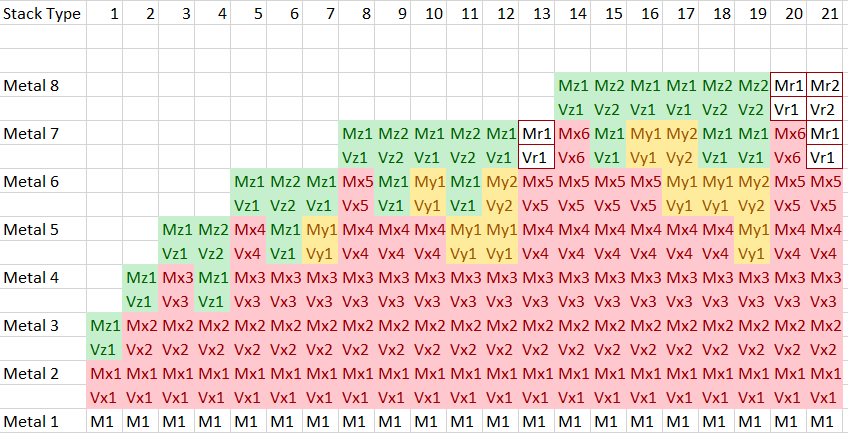 Stack Type 1 2 3 4 5 6 7 8 9 10 11 12 13 14 15 16 17 18 19 20 21
Metal 8 Mz1 Mz2 Mz1 Mz1 Mz2 Mz2 Mr1 Mr2
Vz1 Vz2 Vz1 Vz1 Vz2 Vz2 Vr1 Vr2
Metal 7 Mz1 Mz2 Mz1 Mz2 Mz1 Mr1 Mx6 Mz1 My1 My2 Mz1 Mz1 Mx6 Mr1
Vz1 Vz2 Vz1 Vz2 Vz1 Vr1 Vx6 Vz1 Vy1 Vy2 Vz1 Vz1 Vx6 Vr1
Metal 6 Mz1 Mz2 Mz1 Mx5 Mz1 My1 Mz1 My2 Mx5 Mx5 Mx5 Mx5 My1 My1 My2 Mx5 Mx5
Vz1 Vz2 Vz1 Vx5 Vz1 Vy1 Vz1 Vy2 Vx5 Vx5 Vx5 Vx5 Vy1 Vy1 Vy2 Vx5 Vx5
Metal 5 Mz1 Mz2 Mx4 Mz1 My1 Mx4 Mx4 Mx4 My1 My1 Mx4 Mx4 Mx4 Mx4 Mx4 Mx4 My1 Mx4 Mx4
Vz1 Vz2 Vx4 Vz1 Vy1 Vx4 Vx4 Vx4 Vy1 Vy1 Vx4 Vx4 Vx4 Vx4 Vx4 Vx4 Vy1 Vx4 Vx4
Metal 4 Mz1 Mx3 Mz1 Mx3 Mx3 Mx3 Mx3 Mx3 Mx3 Mx3 Mx3 Mx3 Mx3 Mx3 Mx3 Mx3 Mx3 Mx3 Mx3 Mx3
Vz1 Vx3 Vz1 Vx3 Vx3 Vx3 Vx3 Vx3 Vx3 Vx3 Vx3 Vx3 Vx3 Vx3 Vx3 Vx3 Vx3 Vx3 Vx3 Vx3
Metal 3 Mz1 Mx2 Mx2 Mx2 Mx2 Mx2 Mx2 Mx2 Mx2 Mx2 Mx2 Mx2 Mx2 Mx2 Mx2 Mx2 Mx2 Mx2 Mx2 Mx2 Mx2
Vz1 Vx2 Vx2 Vx2 Vx2 Vx2 Vx2 Vx2 Vx2 Vx2 Vx2 Vx2 Vx2 Vx2 Vx2 Vx2 Vx2 Vx2 Vx2 Vx2 Vx2
Metal 2 Mx1 Mx1 Mx1 Mx1 Mx1 Mx1 Mx1 Mx1 Mx1 Mx1 Mx1 Mx1 Mx1 Mx1 Mx1 Mx1 Mx1 Mx1 Mx1 Mx1 Mx1
Vx1 Vx1 Vx1 Vx1 Vx1 Vx1 Vx1 Vx1 Vx1 Vx1 Vx1 Vx1 Vx1 Vx1 Vx1 Vx1 Vx1 Vx1 Vx1 Vx1 Vx1
Metal 1 M1 M1 M1 M1 M1 M1 M1 M1 M1 M1 M1 M1 M1 M1 M1 M1 M1 M1 M1 M1 M1